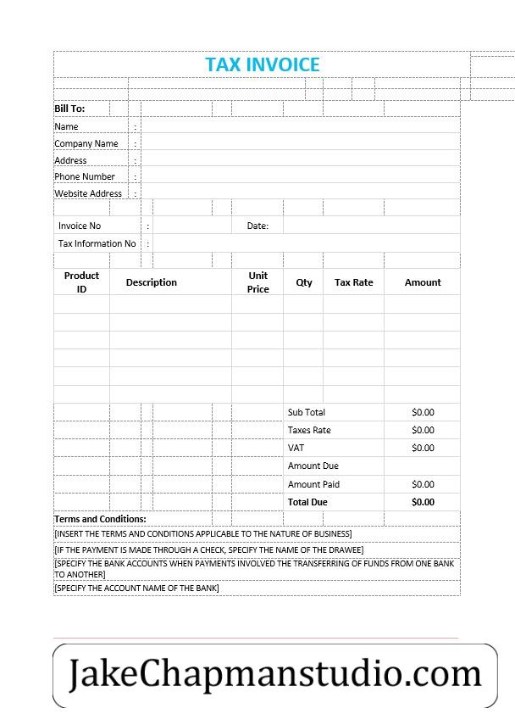 TAX INVOICE
Bill To:
Name :
Company Name :
Address :
Phone Number :
Website Address :
Invoice No : Date:
Tax Information No :
Product ID Description Unit Price Qty Tax Rate Amount
Sub Total $0.00
Taxes Rate $0.00
VAT $0.00
Amount Due
Amount Paid $0.00
Total Due $0.00
Terms and Conditions:
[INSERT THE TERMS AND CONDITIONS APPLICABLE TO THE NATURE OF BUSINESS]
[IF THE PAYMENT IS MADE THROUGH A CHECK, SPECIFY THE NAME OF THE DRAWEE]
[SPECIFY THE BANK ACCOUNTS WHEN PAYMENTS INVOLVED THE TRANSFERRING OF FUNDS FROM ONE BANK
TO ANOTHER]
[SPECIFY THE ACCOUNT NAME OF THE BANK]
JakeChapmanstudio.com